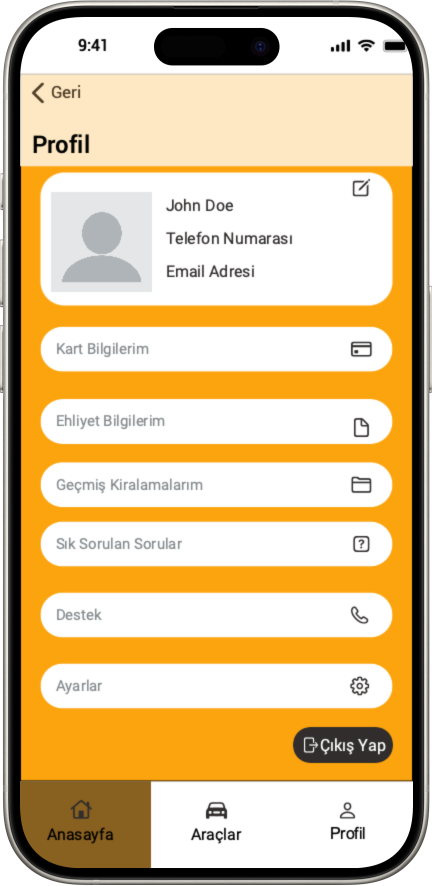 9:41
Geri
Profil
John Doe
Telefon Numarası
Email Adresi
Kart Bilgilerim
Ehliyet Bilgilerim
Geçmiş Kiralamalarım
Sık Sorulan Sorular
?
Destek
Ayarlar
Çıkış Yap
Anasayfa Araçlar Profil